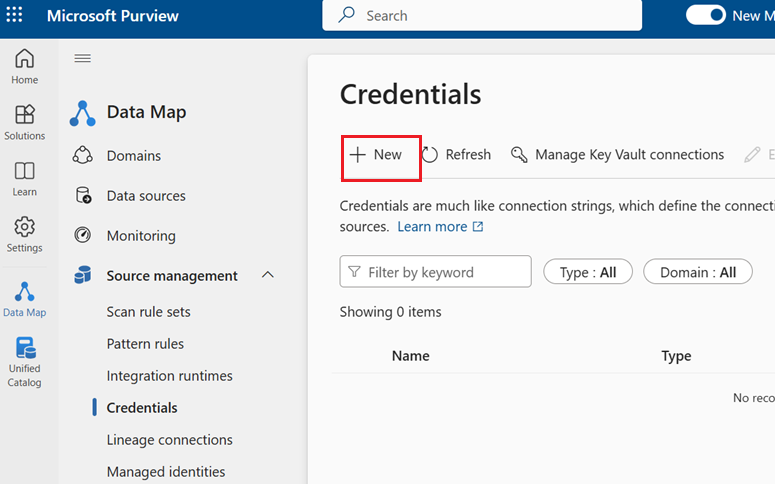 Microsoft Purview
Search
New M
Home
Solutions
Learn
Settings
Data Map
Unified
Catalog
Data Map
Domains
Data sources
Monitoring
Source management
Scan rule sets
Pattern rules
Integration runtimes
Credentials
Lineage connections
Managed identities
Credentials
New Refresh Manage Key Vault connections E
Credentials are much like connection strings, which define the connecti
sources. Learn more
Filter by keyword Type : All Domain : All
Showing 0 items
Name Type
No reco